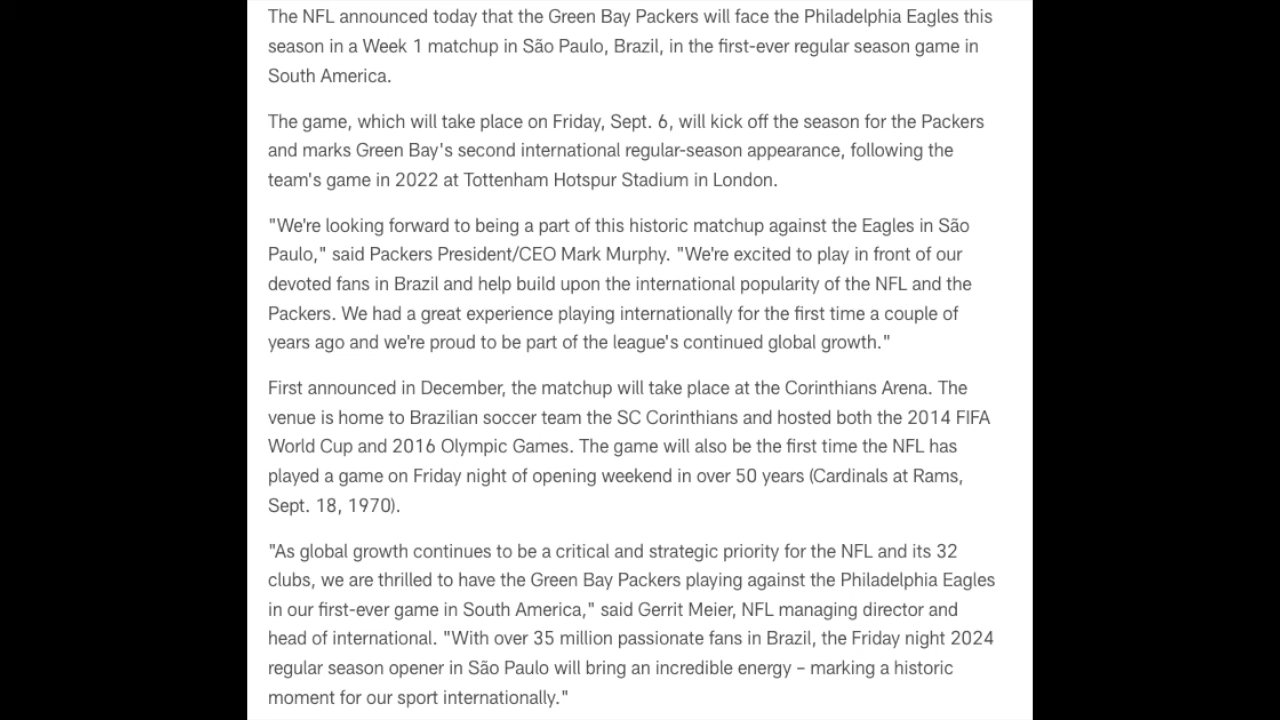 The NFL announced today that the Green Bay Packers will face the Philadelphia Eagles this
season in a Week 1 matchup in São Paulo, Brazil, in the first-ever regular season game in
South America.
The game, which will take place on Friday, Sept. 6, will kick off the season for the Packers
and marks Green Bay's second international regular-season appearance, following the
team's game in 2022 at Tottenham Hotspur Stadium in London.
"We're looking forward to being a part of this historic matchup against the Eagles in São
Paulo," said Packers President/CEO Mark Murphy. "We're excited to play in front of our
devoted fans in Brazil and help build upon the international popularity of the NFL and the
Packers. We had a great experience playing internationally for the first time a couple of
years ago and we're proud to be part of the league's continued global growth."
First announced in December, the matchup will take place at the Corinthians Arena. The
venue is home to Brazilian soccer team the SC Corinthians and hosted both the 2014 FIFA
World Cup and 2016 Olympic Games. The game will also be the first time the NFL has
played a game on Friday night of opening weekend in over 50 years (Cardinals at Rams,
Sept. 18, 1970).
"As global growth continues to be a critical and strategic priority for the NFL and its 32
clubs, we are thrilled to have the Green Bay Packers playing against the Philadelphia Eagles
in our first-ever game in South America," said Gerrit Meier, NFL managing director and
head of international. "With over 35 million passionate fans in Brazil, the Friday night 2024
regular season opener in São Paulo will bring an incredible energy – marking a historic
moment for our sport internationally."